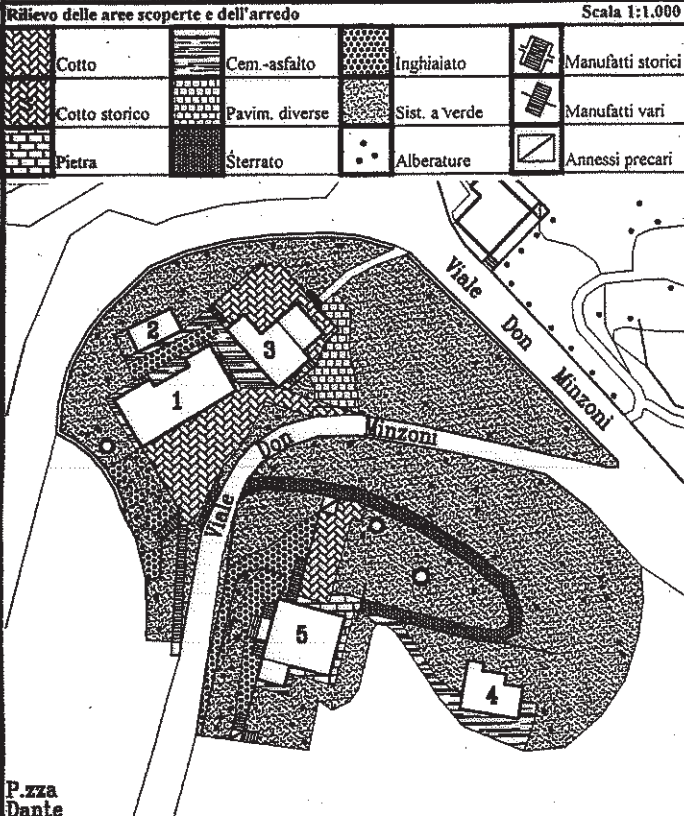 Rilievo delle aree scoperte e dell'arredo Scala 1:1.000
Cotto Cem.-asfalto Inghiaiato Manufatti storici
Cotto storico Pavim. diverse Sist. a verde Manufatti vari
Pietra Sterrato Alberature Annessi precari
Viale Don Minzoni
2
3
1
Viale Don Minzoni
5
4
P.zza
Dante